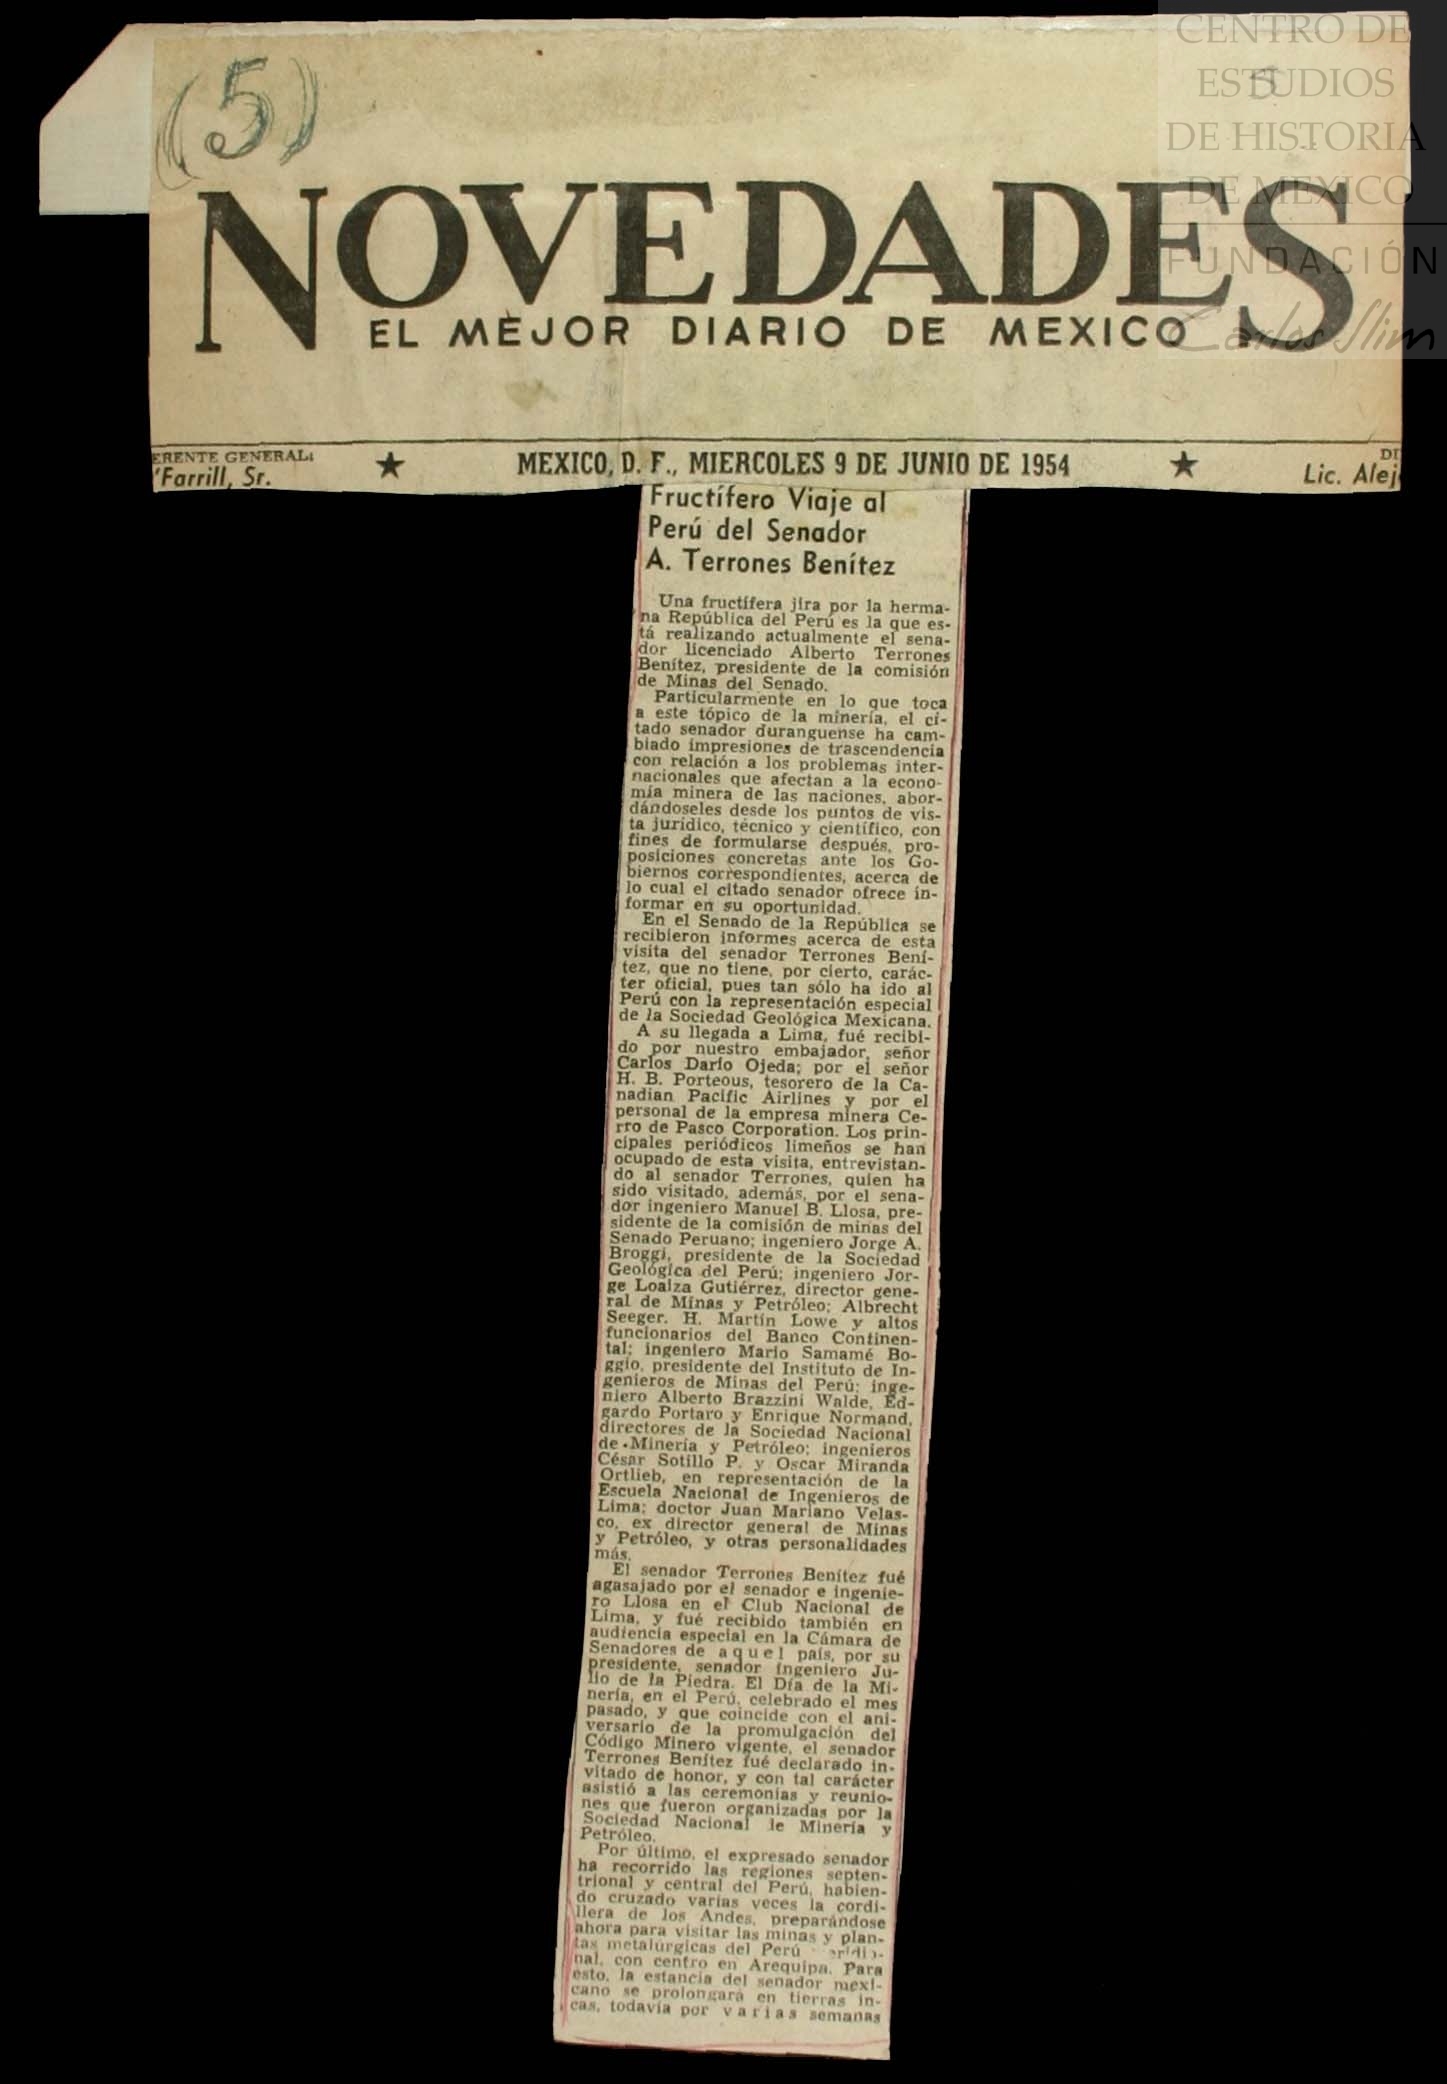 CENTRO DE
ESTUDIOS
DE HISTORIA
DE MEXICO
FUNDACIÓN
Carlos Slim
(5)
5
NOVEDADES
EL MEJOR DIARIO DE MEXICO
ERENTE GENERAL:
'Farrill, Sr.
MEXICO, D. F., MIERCOLES 9 DE JUNIO DE 1954
DI
Lic. Alej
Fructífero Viaje al
Perú del Senador
A. Terrones Benítez
Una fructífera jira por la herma-
na República del Perú es la que es-
tá realizando actualmente el sena-
dor licenciado Alberto Terrones
Benítez, presidente de la comisión
de Minas del Senado.
Particularmente en lo que toca
a este tópico de la minería, el ci-
tado senador duranguense ha cam-
biado impresiones de trascendencia
con relación a los problemas inter-
nacionales que afectan a la econo-
mía minera de las naciones, abor-
dándoseles desde los puntos de vis-
ta jurídico, técnico y científico, con
fines de formularse después, pro-
posiciones concretas ante los Go-
biernos correspondientes, acerca de
lo cual el citado senador ofrece in-
formar en su oportunidad.
En el Senado de la República se
recibieron informes acerca de esta
visita del senador Terrones Bení-
tez, que no tiene, por cierto, carác-
ter oficial, pues tan sólo ha ido al
Perú con la representación especial
de la Sociedad Geológica Mexicana.
A su llegada a Lima, fué recibi-
do por nuestro embajador, señor
Carlos Darío Ojeda; por el señor
H. B. Porteous, tesorero de la Ca-
nadian Pacific Airlines y por el
personal de la empresa minera Ce-
rro de Pasco Corporation. Los prin-
cipales periódicos limeños se han
ocupado de esta visita, entrevistan-
do al senador Terrones, quien ha
sido visitado, además, por el sena-
dor ingeniero Manuel B. Llosa, pre-
sidente de la comisión de minas del
Senado Peruano; ingeniero Jorge A.
Broggi, presidente de la Sociedad
Geológica del Perú; ingeniero Jor-
ge Loaiza Gutiérrez, director gene-
ral de Minas y Petróleo; Albrecht
Seeger, H. Martín Lowe y altos
funcionarios del Banco Continen-
tal; ingeniero Mario Samamé Bo-
ggio, presidente del Instituto de In-
genieros de Minas del Perú; inge-
niero Alberto Brazzini Walde, Ed-
gardo Portaro y Enrique Normand,
directores de la Sociedad Nacional
de Minería y Petróleo; ingenieros
César Sotillo P. y Oscar Miranda
Ortlieb, en representación de la
Escuela Nacional de Ingenieros de
Lima; doctor Juan Mariano Velas-
co, ex director general de Minas
y Petróleo, y otras personalidades
más.
El senador Terrones Benítez fué
agasajado por el senador e ingenie-
ro Llosa en el Club Nacional de
Lima, y fué recibido también en
audiencia especial en la Cámara de
Senadores de aquel país, por su
presidente, senador ingeniero Ju-
lio de la Piedra. El Día de la Mi-
nería, en el Perú, celebrado el mes
pasado, y que coincide con el ani-
versario de la promulgación del
Código Minero vigente, el senador
Terrones Benítez fué declarado in-
vitado de honor, y con tal carácter
asistió a las ceremonias y reunio-
nes que fueron organizadas por la
Sociedad Nacional le Minería y
Petróleo.
Por último, el expresado senador
ha recorrido las regiones septen-
trional y central del Perú, habien-
do cruzado varias veces la cordi-
llera de los Andes, preparándose
ahora para visitar las minas y plan-
tas metalúrgicas del Perú
nal, con centro en Arequipa. Para
esto, la estancia del senador mexi-
cano se prolongará en tierras in-
cas, todavía por varias semanas